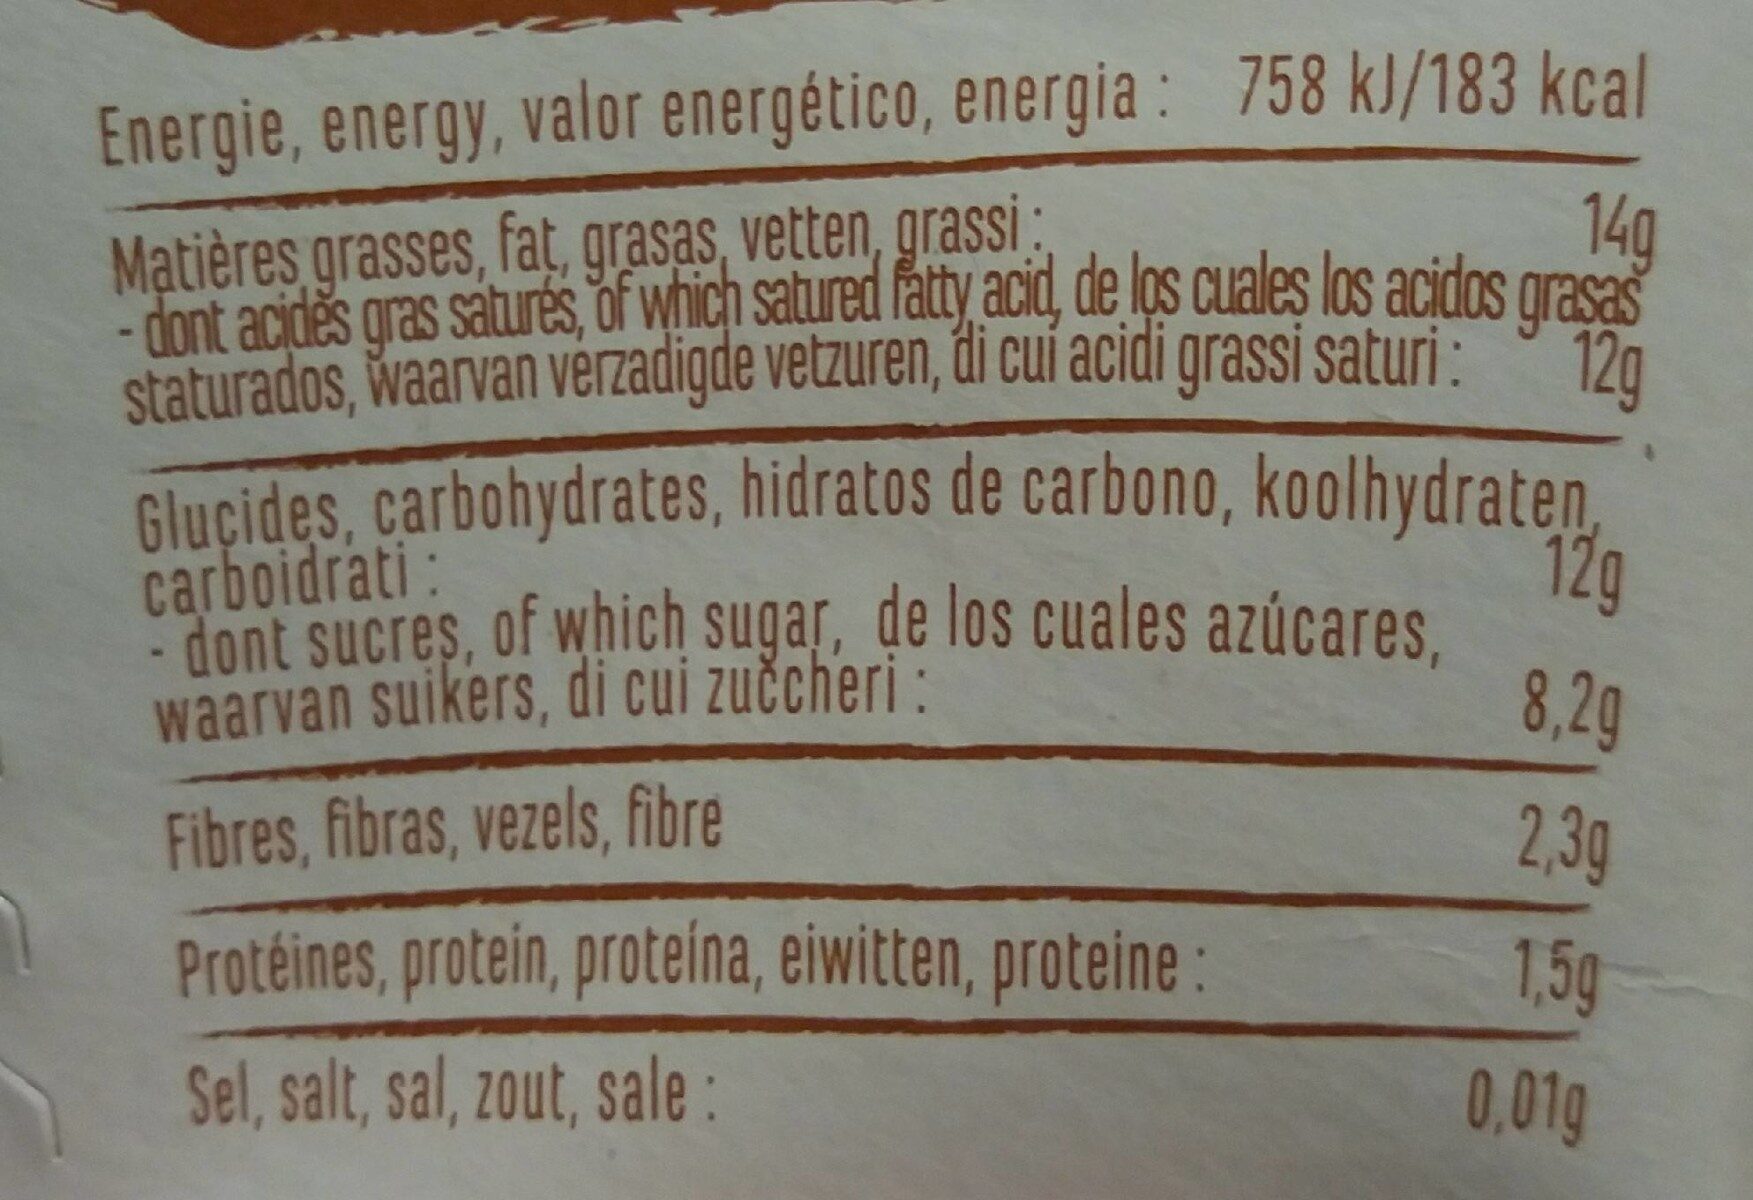 Energie, energy, valor energético, energia : 758 kJ/183 kcal
Matières grasses, fat, grasas, vetten, grassi : 14g
- dont acides gras saturés, of which satured fatty acid, de los cuales los acidos grasas
staturados, waarvan verzadigde vetzuren, di cui acidi grassi saturi : 12g
Glucides, carbohydrates, hidratos de carbono, koolhydraten,
carboidrati : 12g
- dont sucres, of which sugar, de los cuales azúcares,
waarvan suikers, di cui zuccheri : 8,2g
Fibres, fibras, vezels, fibre 2,3g
Protéines, protein, proteína, eiwitten, proteine : 1,5g
Sel, salt, sal, zout, sale : 0,01g